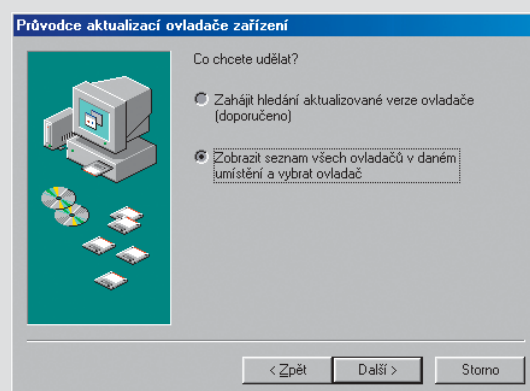 Průvodce aktualizací ovladače zařízení
Co chcete udělat?
Zahájit hledání aktualizované verze ovladače
(doporučeno)
Zobrazit seznam všech ovladačů v daném
umístění a vybrat ovladač
< Zpět
Další >
Storno